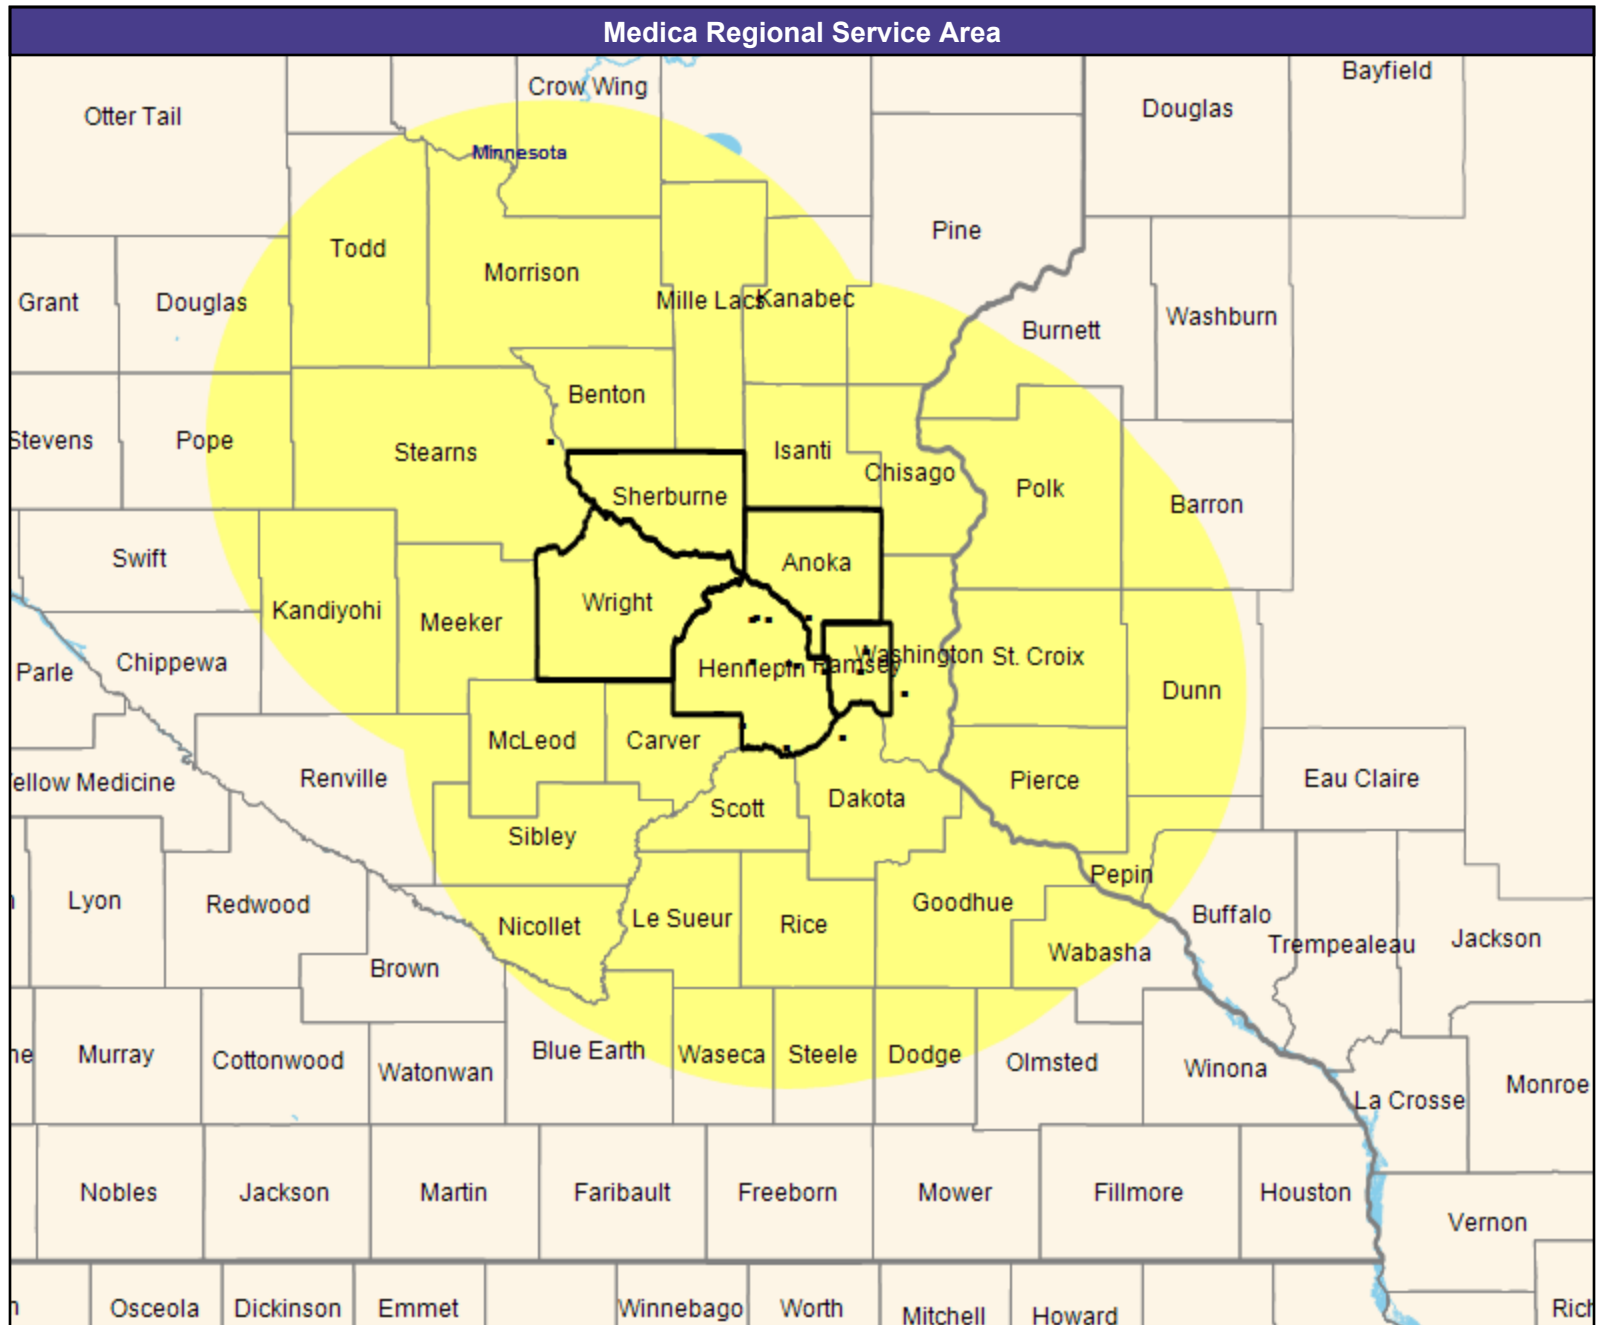 Medica Regional Service Area
Bayfield
Crow Wing
Douglas
Otter Tail
Minnesota
Pine
Todd
Morrison
Mille Lacs
Kanabec
Grant
Douglas
Washburn
Burnett
Benton
Stevens
Pope
Stearns
Isanti
Chisago
Polk
Sherburne
Barron
Swift
Anoka
Wright
Kandiyohi
Meeker
Washington
St. Croix
Parle
Chippewa
Hennepin
Ramsey
Dunn
McLeod
Carver
ellow Medicine
Renville
Pierce
Eau Claire
Scott
Dakota
Sibley
Pepin
Lyon
Redwood
Goodhue
Nicollet
Le Sueur
Rice
Buffalo
Trempealeau
Jackson
Wabasha
Brown
ne
Murray
Cottonwood
Watonwan
Blue Earth
Waseca
Steele
Dodge
Olmsted
Winona
Monroe
La Crosse
Nobles
Jackson
Martin
Faribault
Freeborn
Mower
Fillmore
Houston
Vernon
Osceola
Dickinson
Emmet
Winnebago
Worth
Mitchell
Howard
Rich